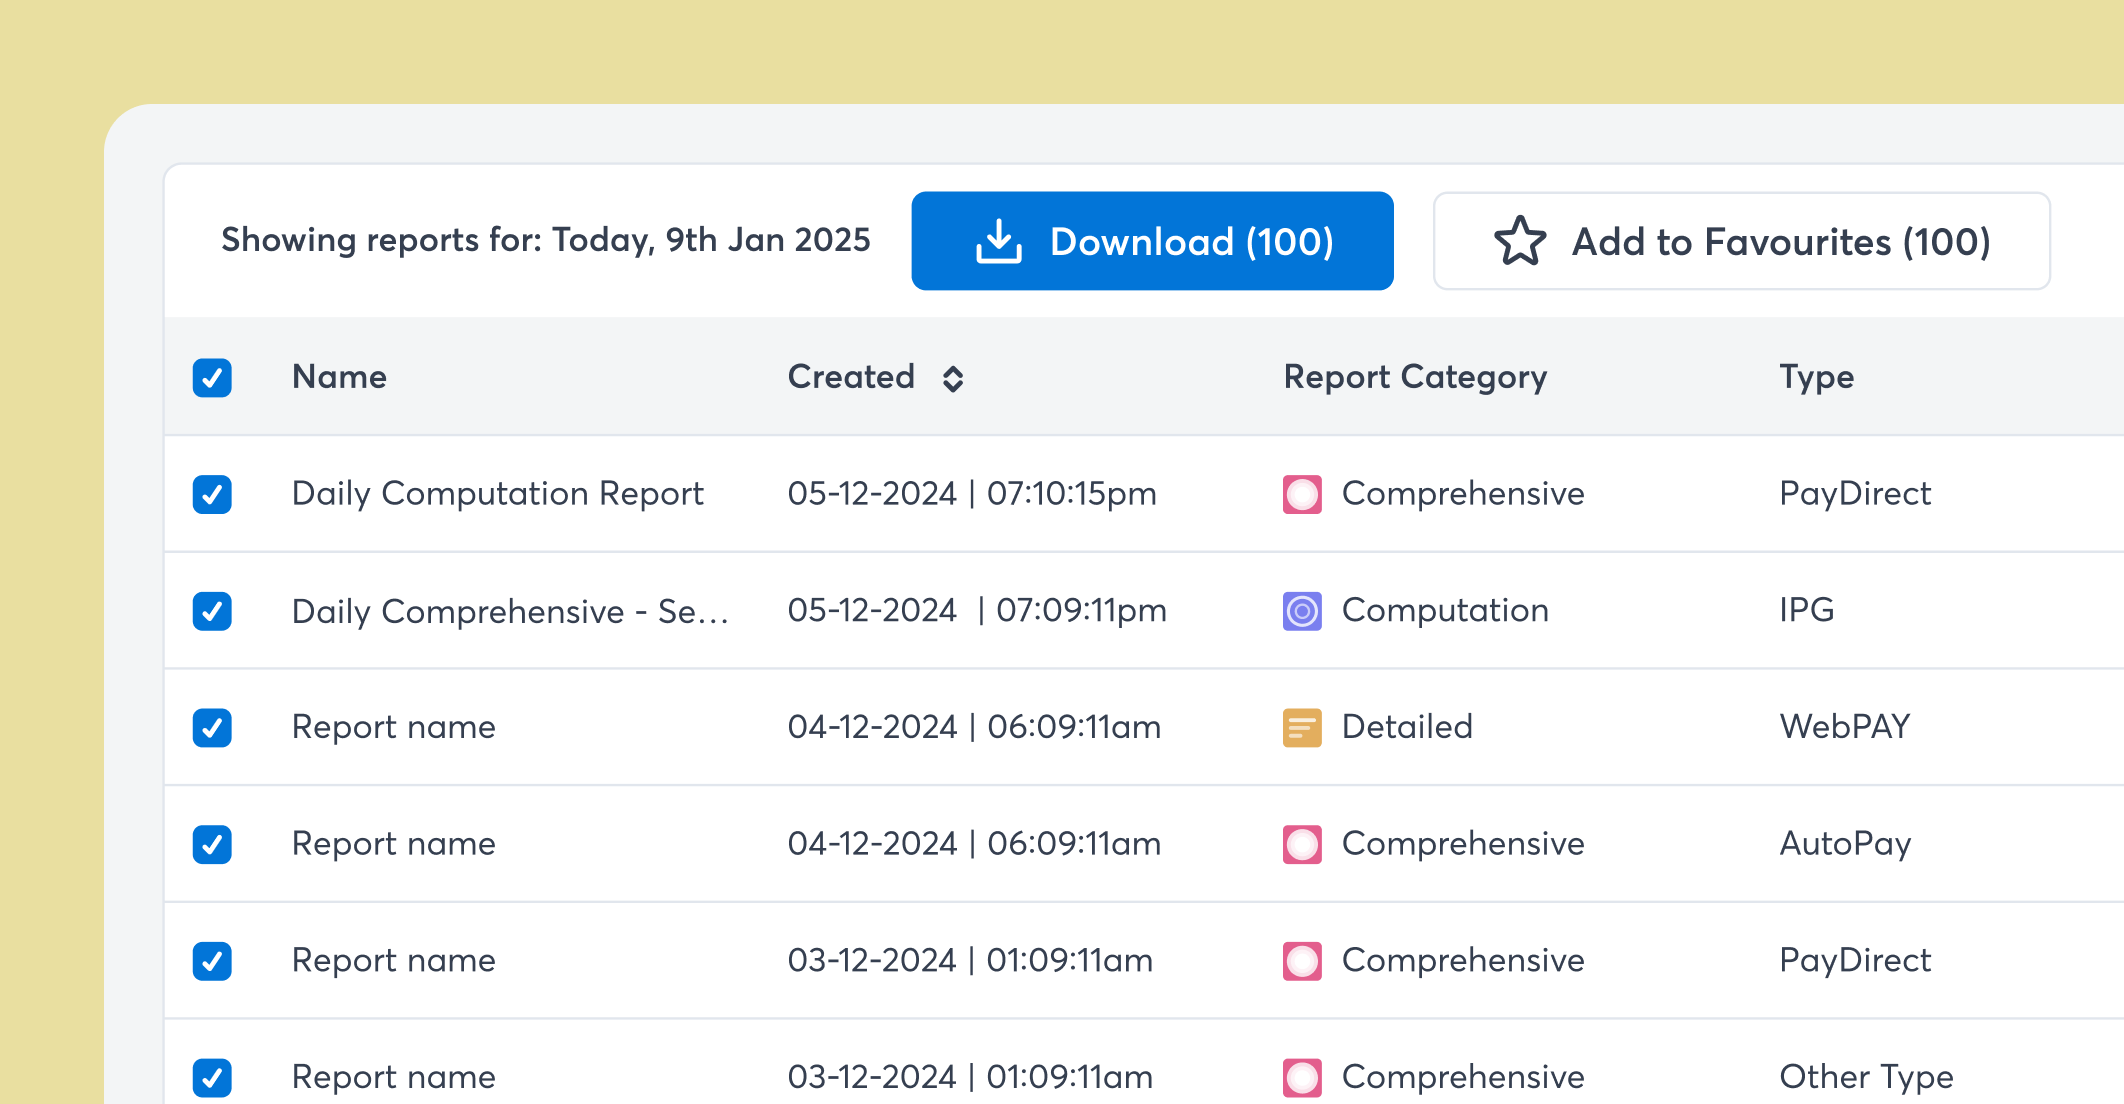 Showing reports for: Today, 9th Jan 2025 Download (100) Add to Favourites (100)
Name Created Report Category Type
Daily Computation Report 05-12-2024 | 07:10:15pm Comprehensive PayDirect
Daily Comprehensive - Se... 05-12-2024 | 07:09:11pm Computation IPG
Report name 04-12-2024 | 06:09:11am Detailed WebPAY
Report name 04-12-2024 | 06:09:11am Comprehensive AutoPay
Report name 03-12-2024 | 01:09:11am Comprehensive PayDirect
Report name 03-12-2024 | 01:09:11am Comprehensive Other Type